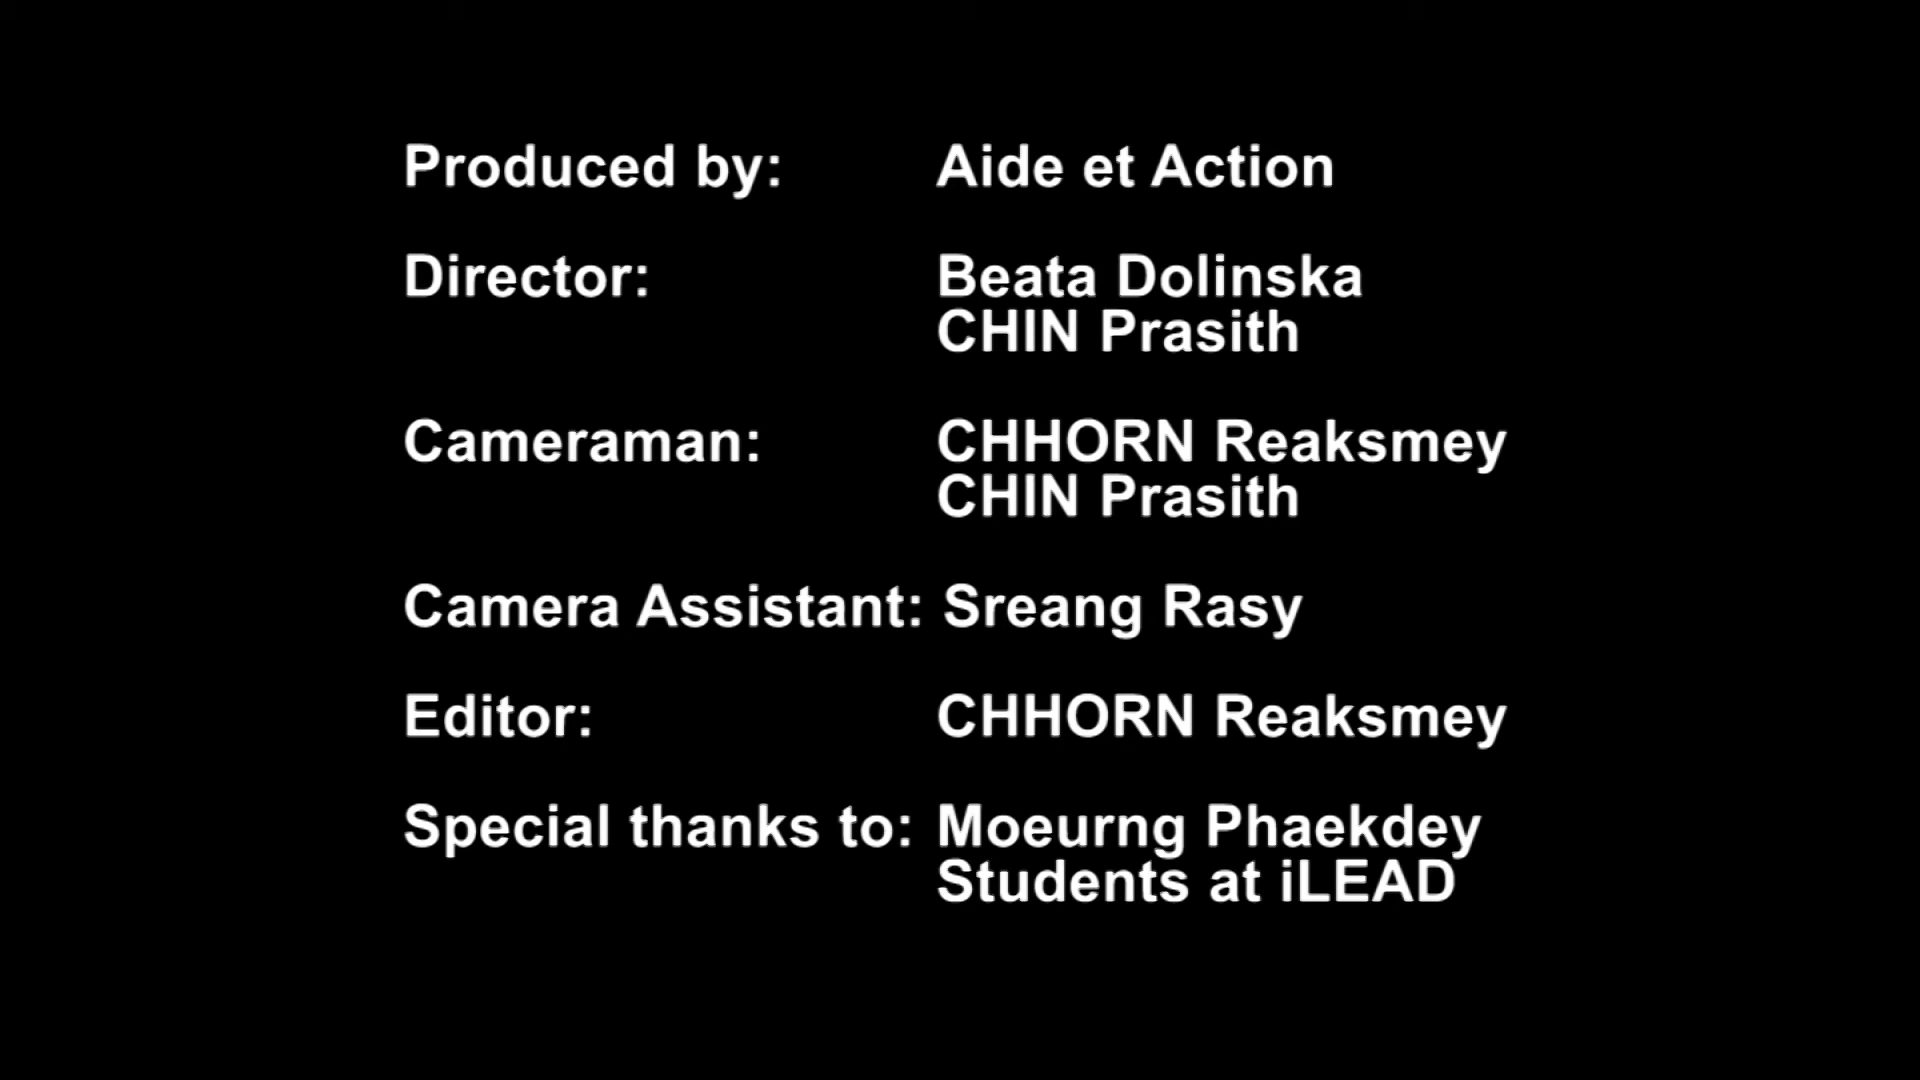 Produced by: Aide et Action
Director: Beata Dolinska
CHIN Prasith
Cameraman: CHHORN Reaksmey
CHIN Prasith
Camera Assistant: Sreang Rasy
Editor: CHHORN Reaksmey
Special thanks to: Moeurng Phaekdey
Students at iLEAD